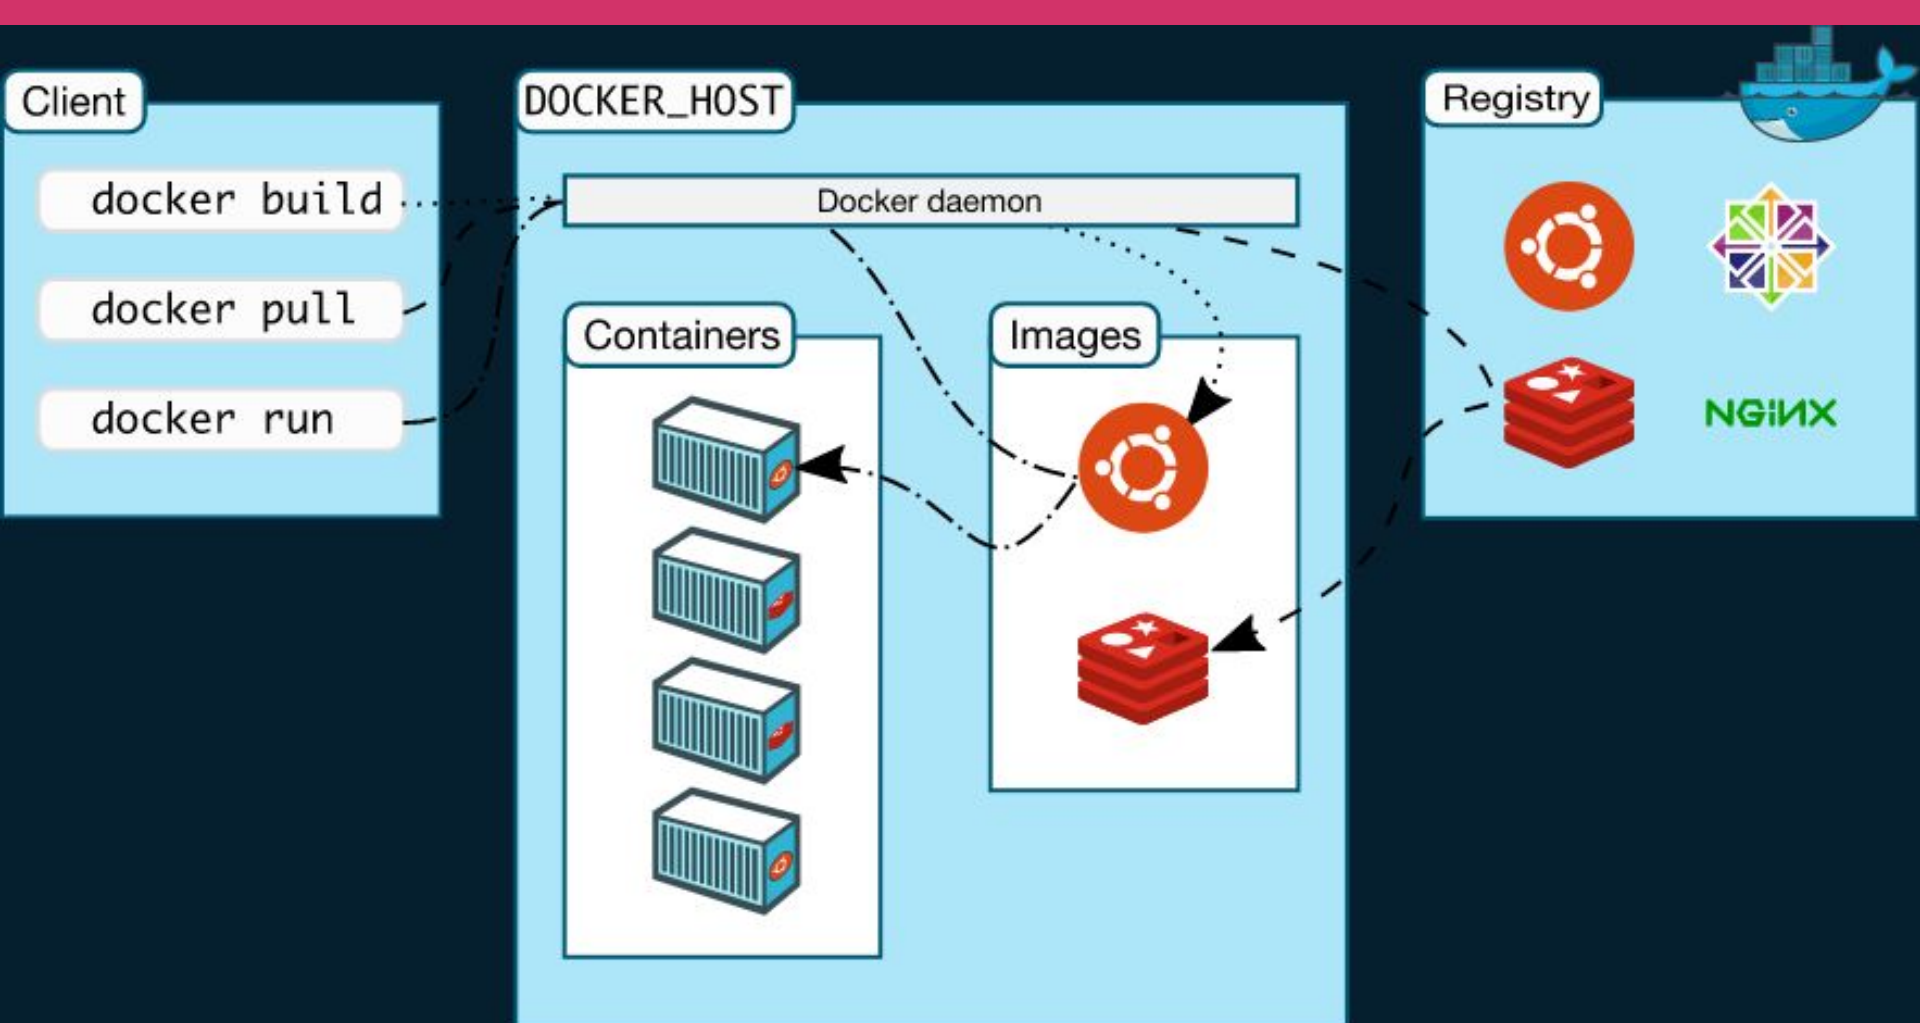 Client
docker build
docker pull
docker run
DOCKER_HOST
Docker daemon
Containers
Images
Registry
NGiNX